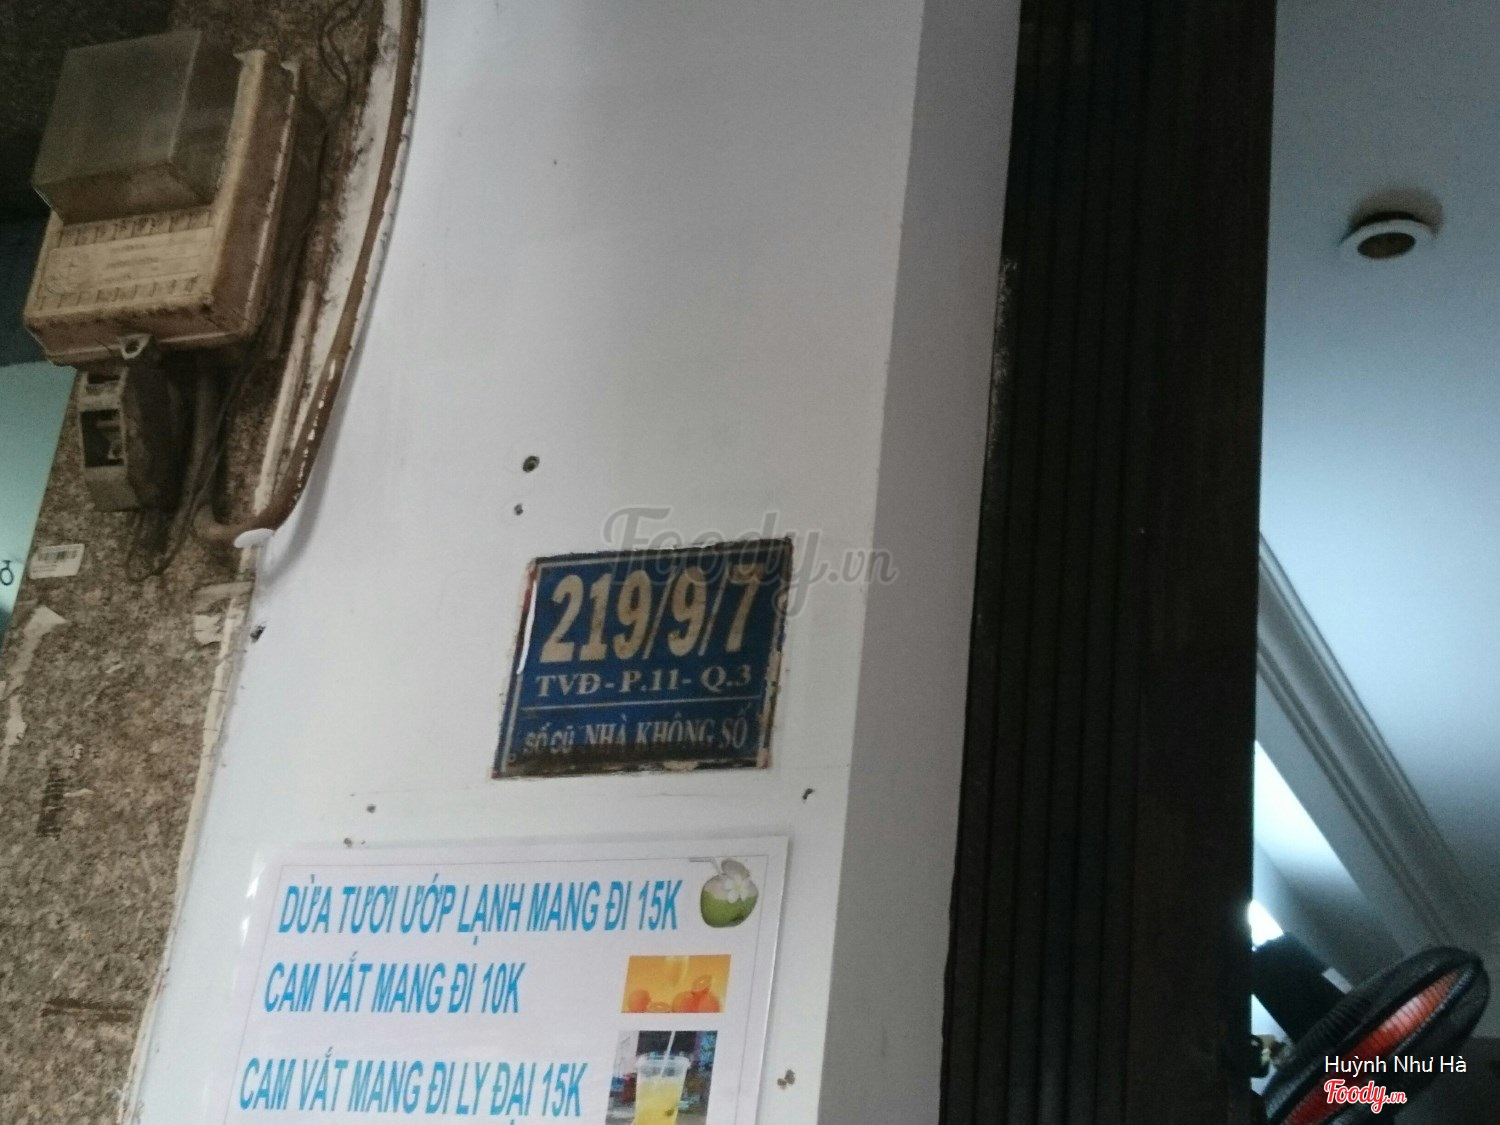 Foody.vn
219/9/7
TVĐ - P.11 - Q.3
SỐ CŨ NHÀ KHÔNG SỐ
DỪA TƯƠI ƯỚP LẠNH MANG ĐI 15K
CAM VẮT MANG ĐI 10K
CAM VẮT MANG ĐI LY ĐẠI 15K
Huỳnh Như Hà
Foody.vn